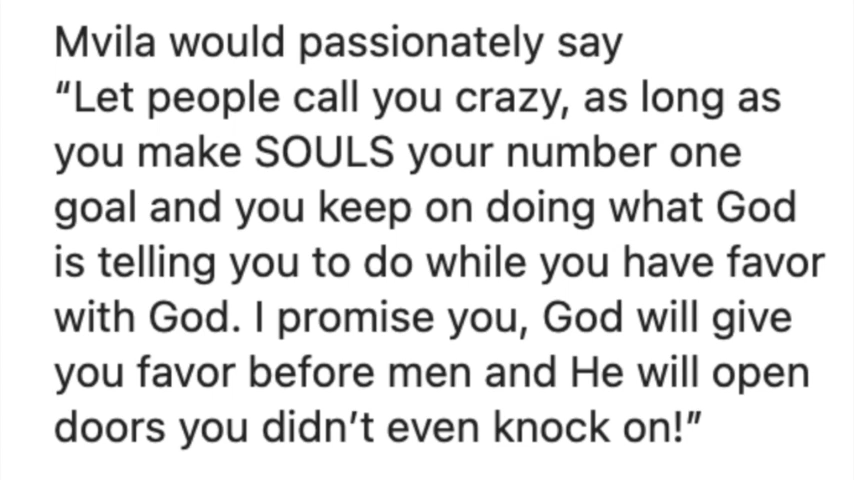 Mvila would passionately say
“Let people call you crazy, as long as
you make SOULS your number one
goal and you keep on doing what God
is telling you to do while you have favor
with God. I promise you, God will give
you favor before men and He will open
doors you didn’t even knock on!”